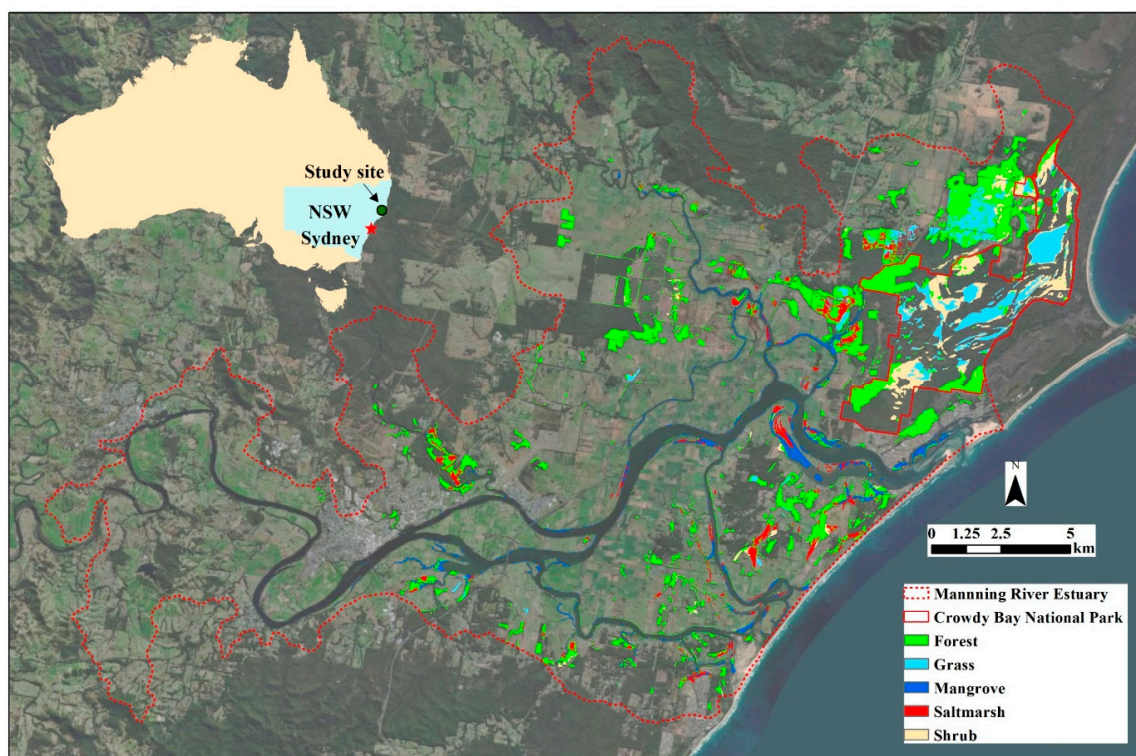 Study site
NSW
Sydney
N
0 1.25 2.5 5
km
Mannning River Estuary
Crowdy Bay National Park
Forest
Grass
Mangrove
Saltmarsh
Shrub